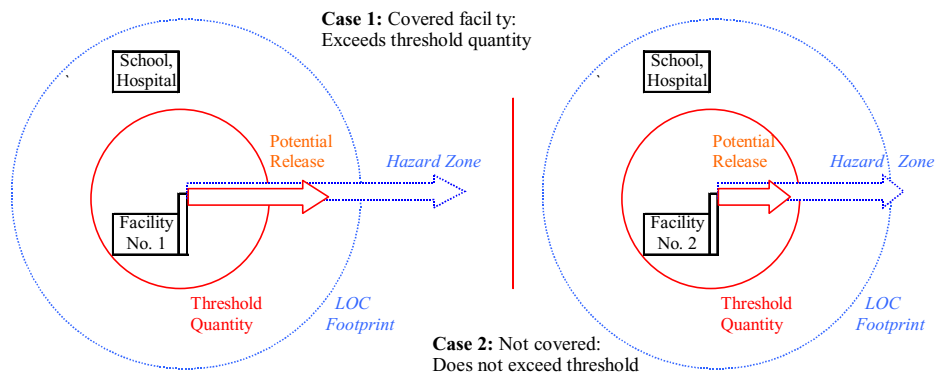 Case 1: Covered facil ty:
Exceeds threshold quantity
School,
Hospital
Potential
Release
Hazard Zone
Facility
No. 1
Threshold
Quantity
LOC
Footprint
School,
Hospital
Potential
Release
Hazard Zone
Facility
No. 2
Threshold
Quantity
LOC
Footprint
Case 2: Not covered:
Does not exceed threshold